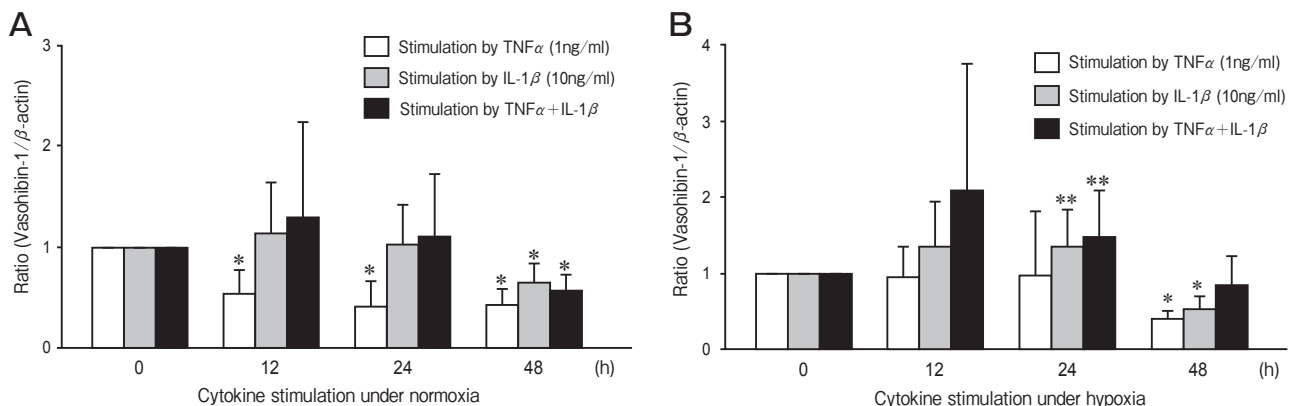 A
Ratio (Vasohibin-1/β-actin)
3
2
1
0
Stimulation by TNFα (1ng/ml)
Stimulation by IL-1β (10ng/ml)
Stimulation by TNFα+IL-1β
*
*
*
*
*
0 12 24 48 (h)
Cytokine stimulation under normoxia
B
Ratio (Vasohibin-1/β-actin)
4
3
2
1
0
Stimulation by TNFα (1ng/ml)
Stimulation by IL-1β (10ng/ml)
Stimulation by TNFα+IL-1β
**
**
*
*
0 12 24 48 (h)
Cytokine stimulation under hypoxia